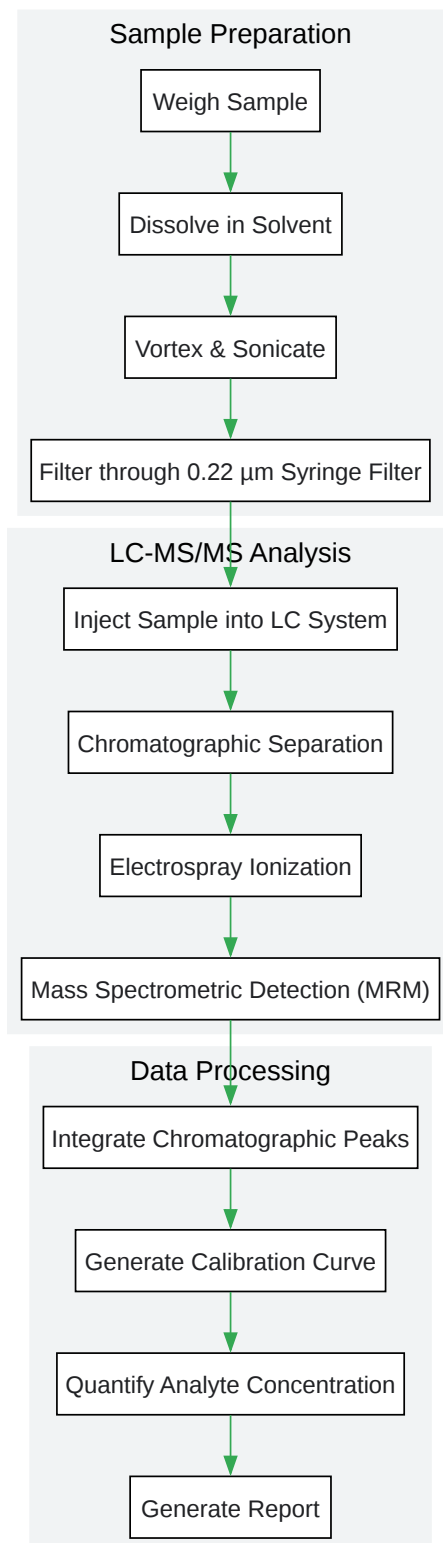 Sample Preparation
Weigh Sample
Dissolve in Solvent
Vortex & Sonicate
Filter through 0.22 µm Syringe Filter
LC-MS/MS Analysis
Inject Sample into LC System
Chromatographic Separation
Electrospray Ionization
Mass Spectrometric Detection (MRM)
Data Processing
Integrate Chromatographic Peaks
Generate Calibration Curve
Quantify Analyte Concentration
Generate Report